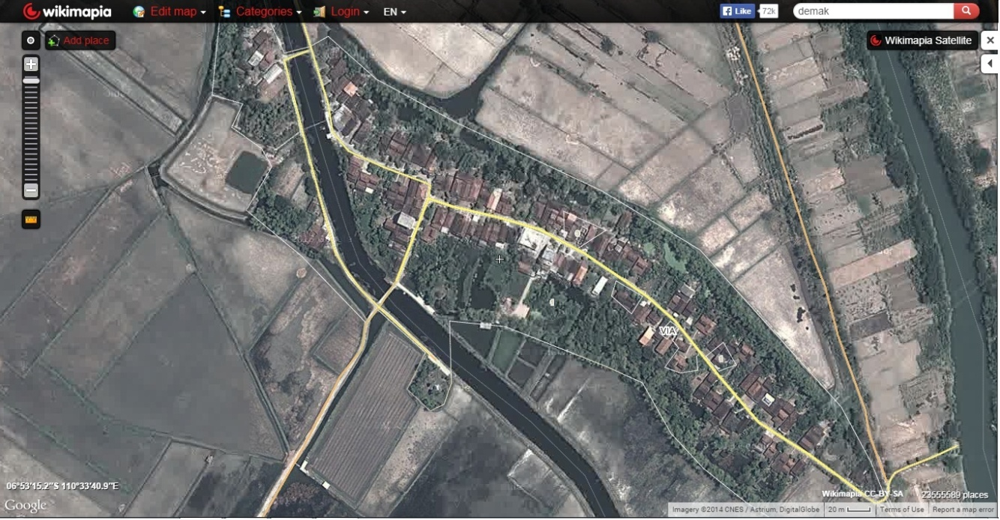 wikimapia
Edit map
Categories
Login
EN
Like
72k
demak
Add place
Wikimapia Satellite
VIA
06°53'15.2"S 110°33'40.9"E
Google
Wikimapia CC-BY-SA
23555589 places
Imagery ©2014 CNES / Astrium, DigitalGlobe
20 m
Terms of Use
Report a map error